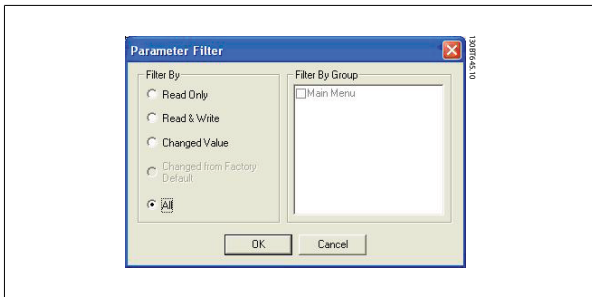 Parameter Filter
Filter By
Read Only
Read & Write
Changed Value
Changed from Factory
Default
All
Filter By Group
Main Menu
OK
Cancel
130BT645.10